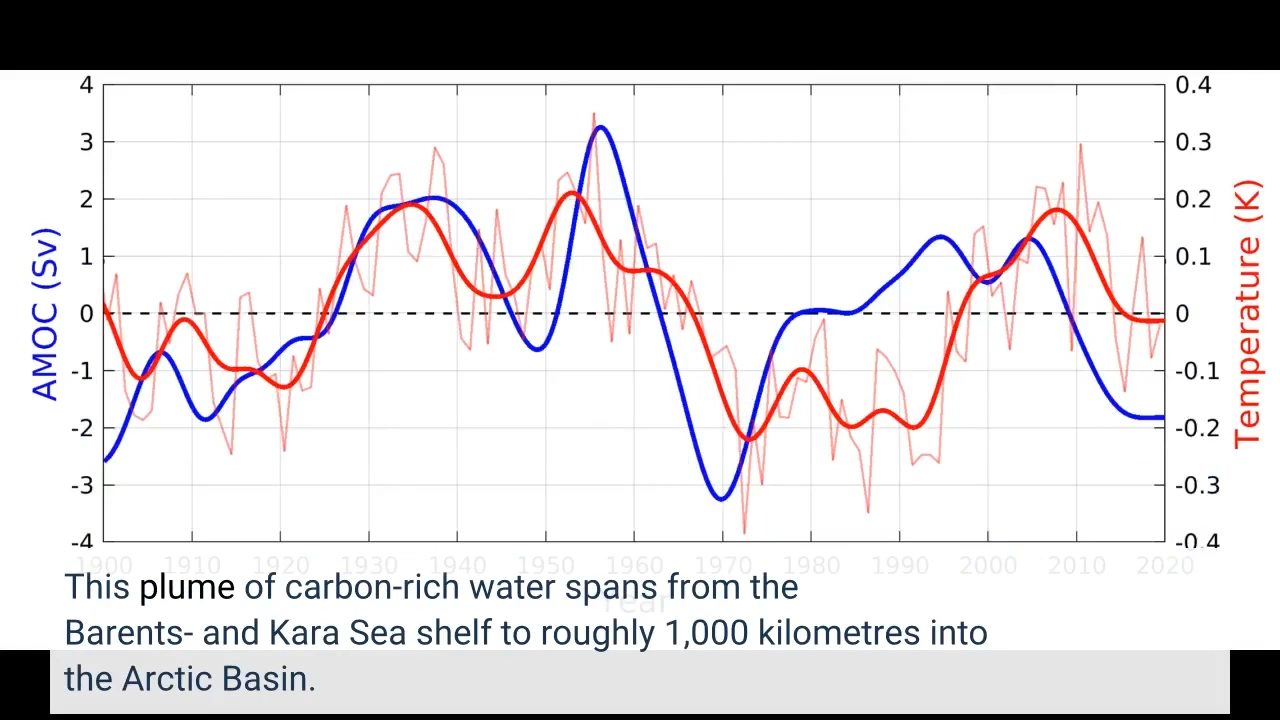 4
3
2
1
0
-1
-2
-3
-4
AMOC (Sv)
0.4
0.3
0.2
0.1
0
-0.1
-0.2
-0.3
-0.4
Temperature (K)
1900 1910 1920 1930 1940 1950 1960 1970 1980 1990 2000 2010 2020
Year
This plume of carbon-rich water spans from the
Barents- and Kara Sea shelf to roughly 1,000 kilometres into
the Arctic Basin.